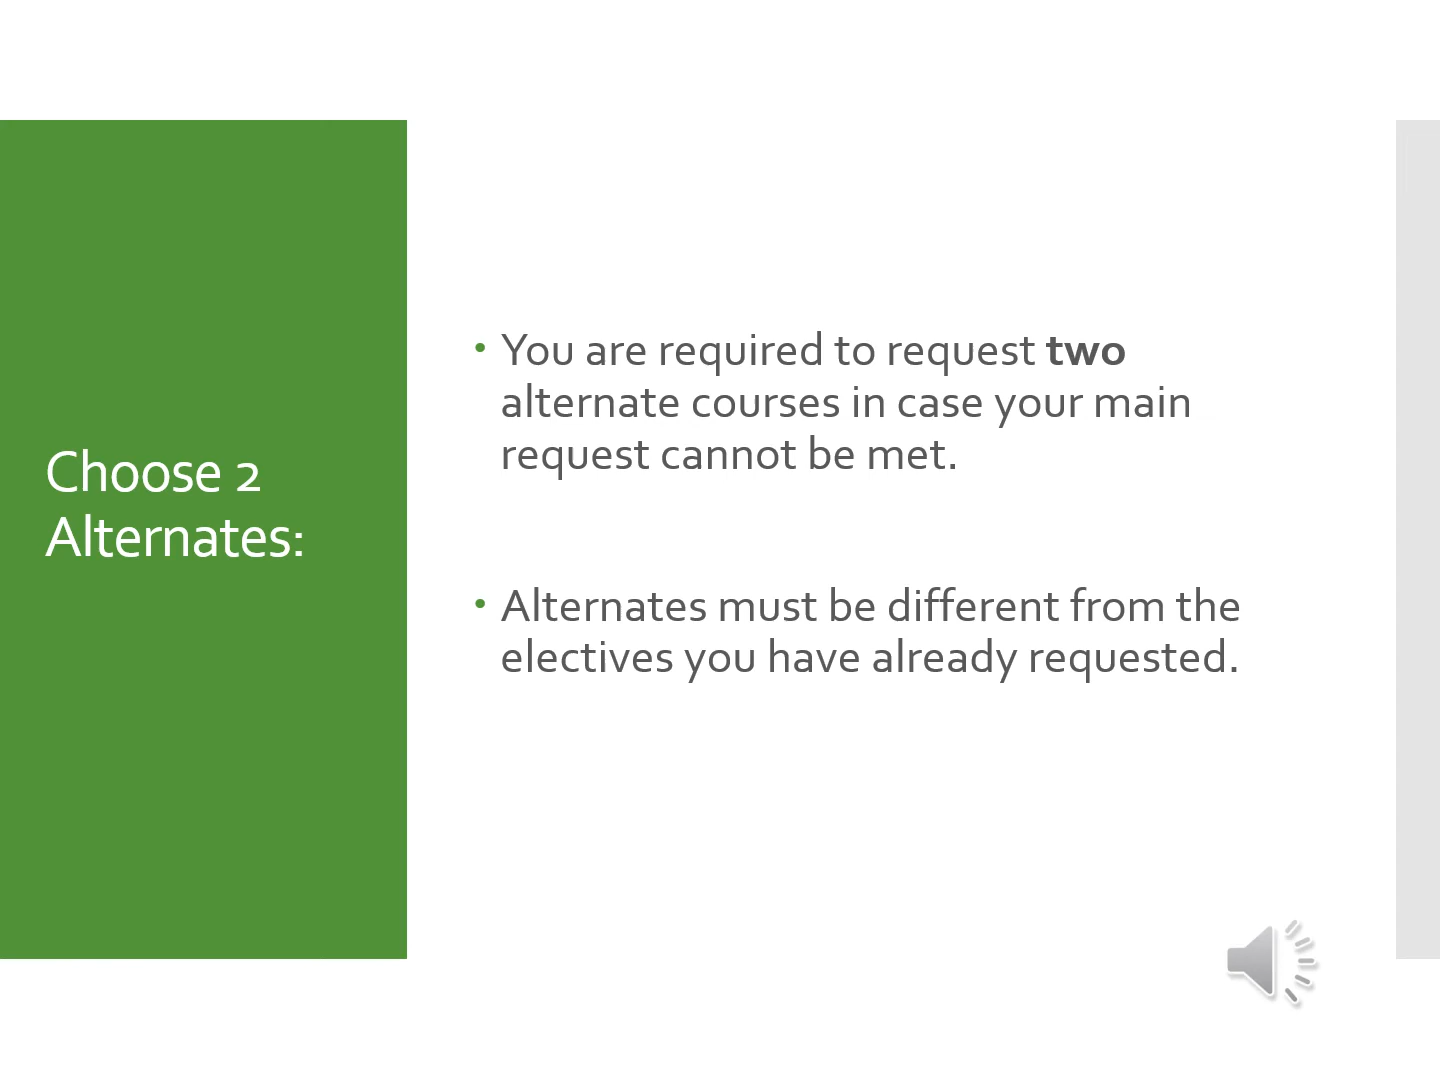 Choose 2
Alternates:
• You are required to request two
alternate courses in case your main
request cannot be met.
• Alternates must be different from the
electives you have already requested.